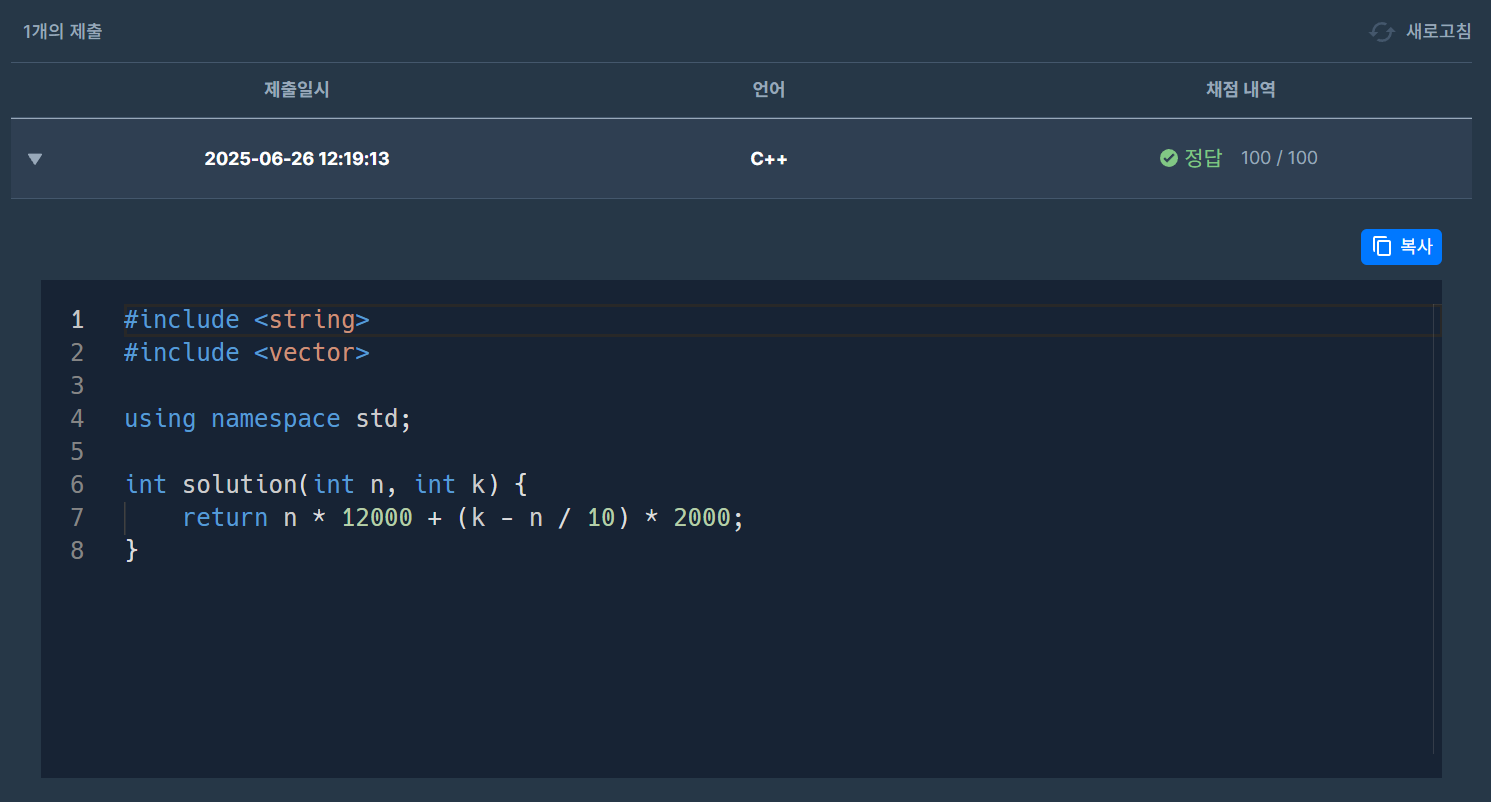 1개의 제출 새로고침
제출일시 언어 채점 내역
2025-06-26 12:19:13 C++ 정답 100 / 100
복사
1 #include <string>
2 #include <vector>
3
4 using namespace std;
5
6 int solution(int n, int k) {
7     return n * 12000 + (k - n / 10) * 2000;
8 }